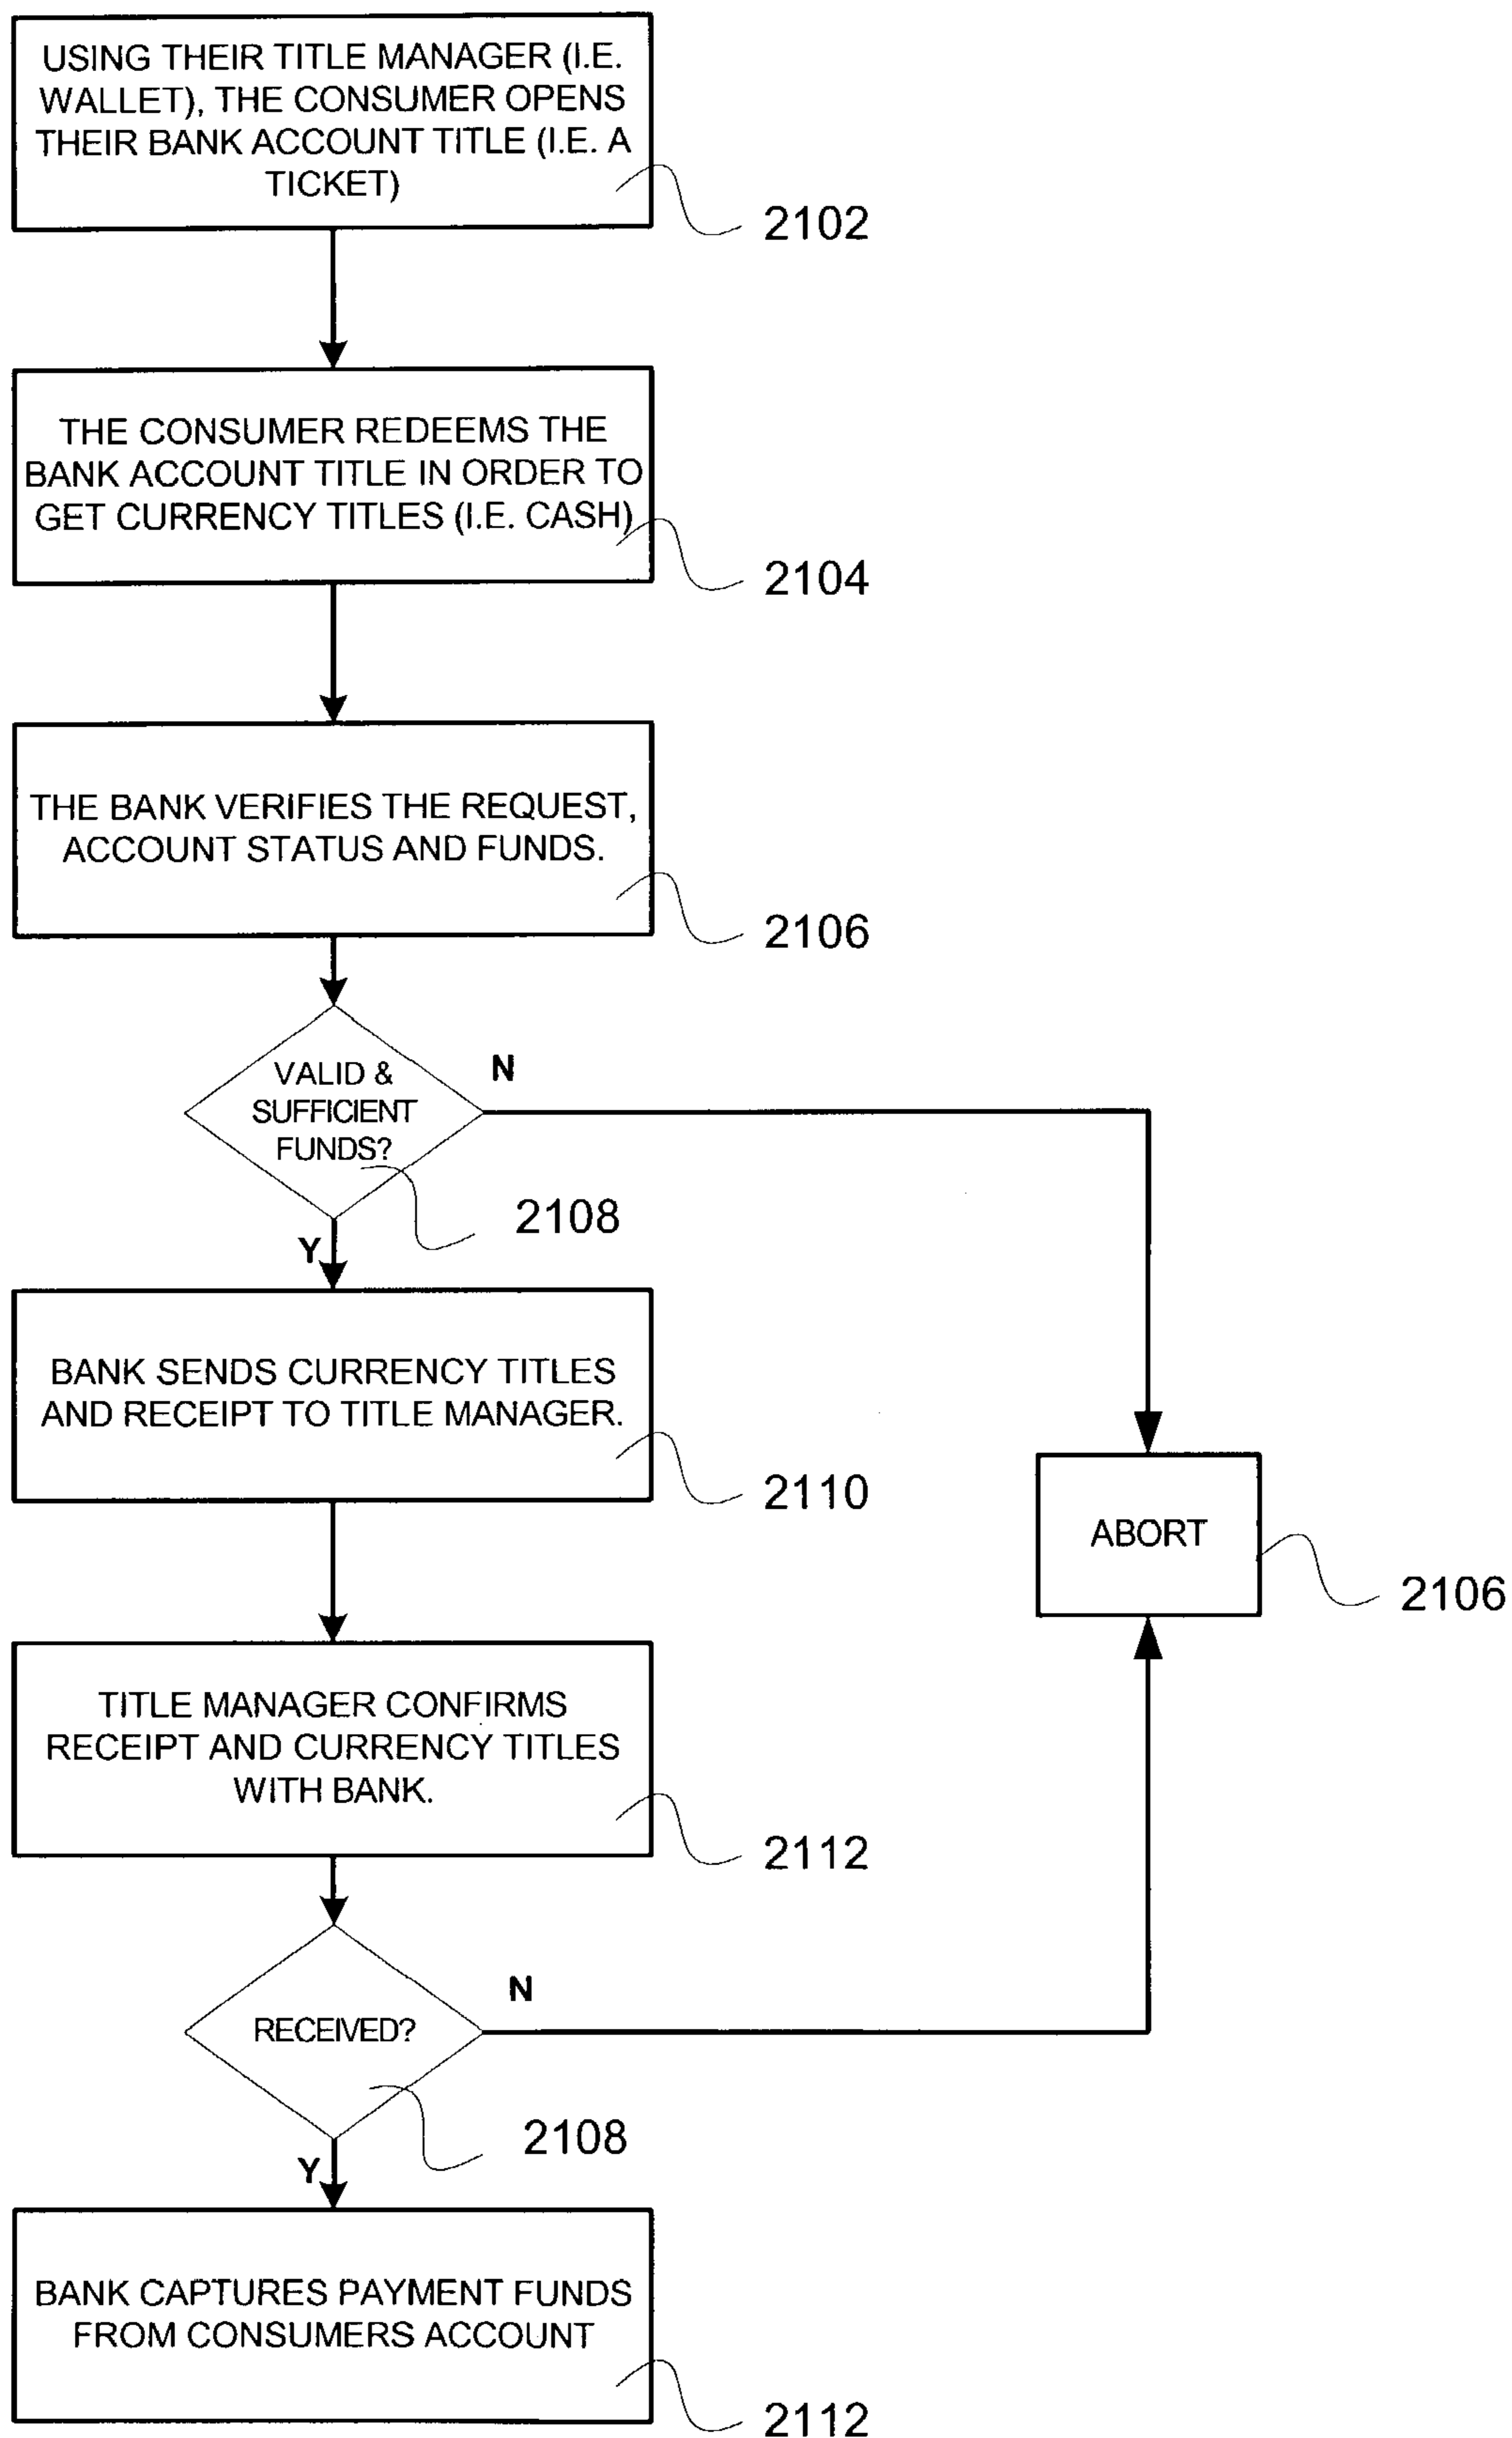 USING THEIR TITLE MANAGER (I.E.
WALLET), THE CONSUMER OPENS
THEIR BANK ACCOUNT TITLE (I.E. A
TICKET)
2102
THE CONSUMER REDEEMS THE
BANK ACCOUNT TITLE IN ORDER TO
GET CURRENCY TITLES (I.E. CASH)
2104
THE BANK VERIFIES THE REQUEST,
ACCOUNT STATUS AND FUNDS.
2106
VALID &
SUFFICIENT
FUNDS?
N
2108
Y
BANK SENDS CURRENCY TITLES
AND RECEIPT TO TITLE MANAGER.
2110
ABORT
2106
TITLE MANAGER CONFIRMS
RECEIPT AND CURRENCY TITLES
WITH BANK.
2112
RECEIVED?
N
2108
Y
BANK CAPTURES PAYMENT FUNDS
FROM CONSUMERS ACCOUNT
2112